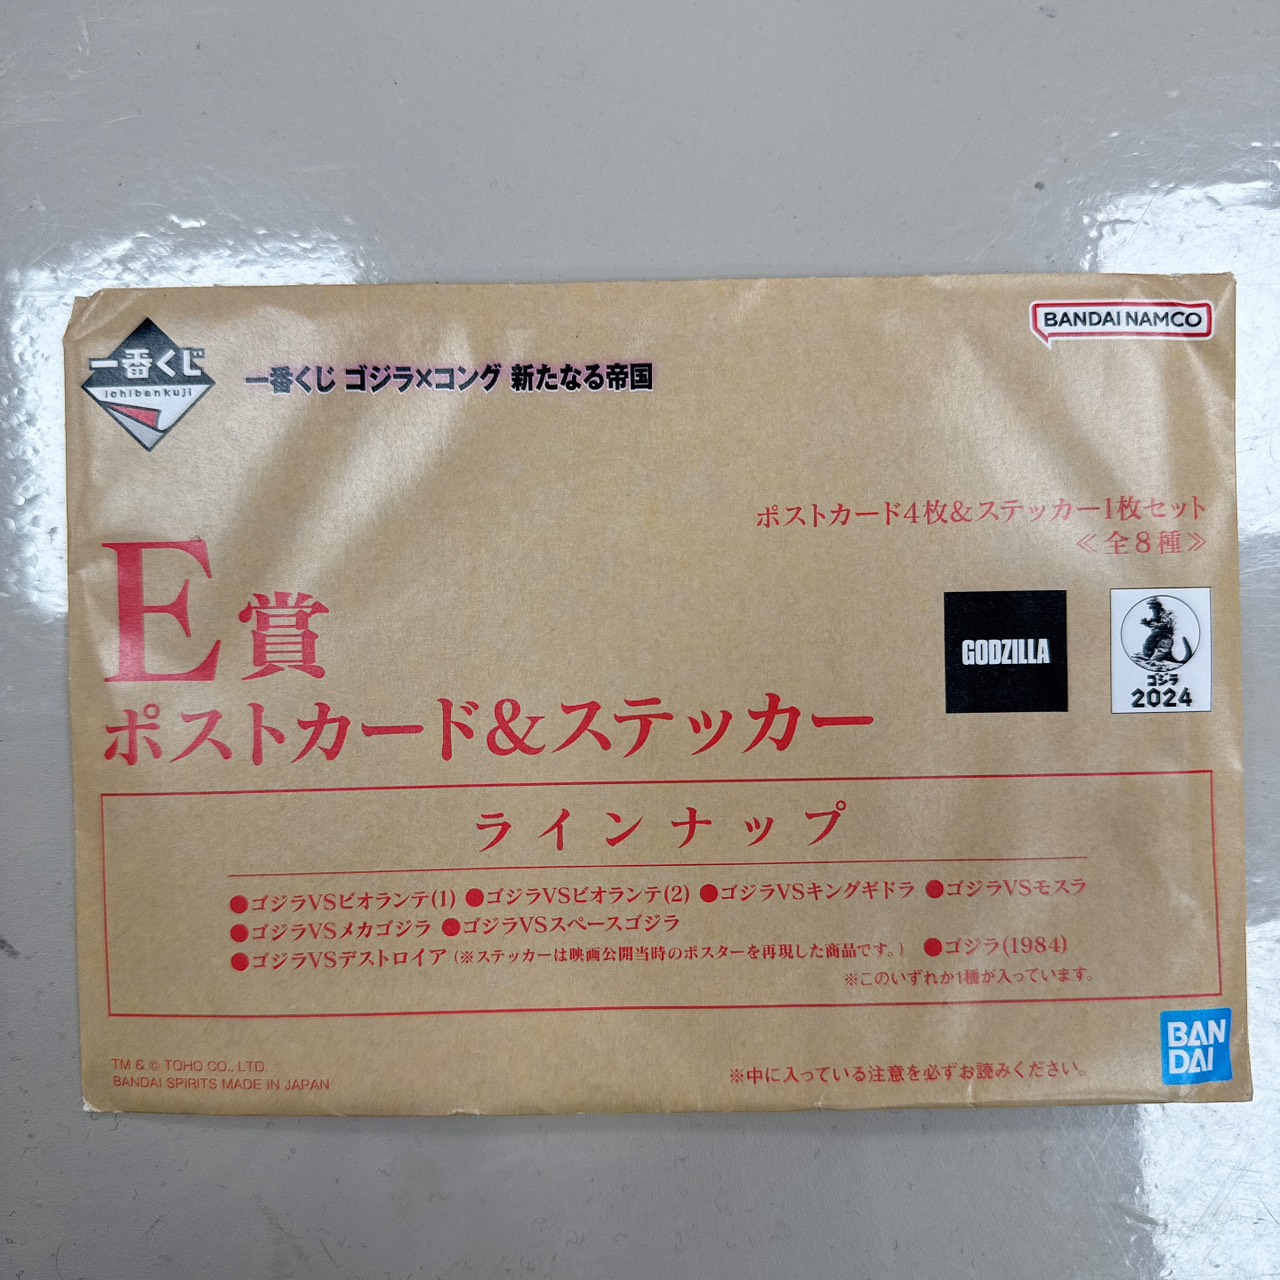 一番くじ
ichibankuji
一番くじ ゴジラ×コング 新たなる帝国
BANDAI NAMCO
ポストカード4枚&ステッカー1枚セット
≪全8種≫
E賞
ポストカード&ステッカー
GODZILLA
ゴジラ
2024
ラインナップ
●ゴジラVSビオランテ(1) ●ゴジラVSビオランテ(2) ●ゴジラVSキングギドラ ●ゴジラVSモスラ
●ゴジラVSメカゴジラ ●ゴジラVSスペースゴジラ
●ゴジラVSデストロイア(※ステッカーは映画公開当時のポスターを再現した商品です。) ●ゴジラ(1984)
※このいずれか1種が入っています。
TM & © TOHO CO., LTD.
BANDAI SPIRITS MADE IN JAPAN
※中に入っている注意を必ずお読みください。
BAN
DAI